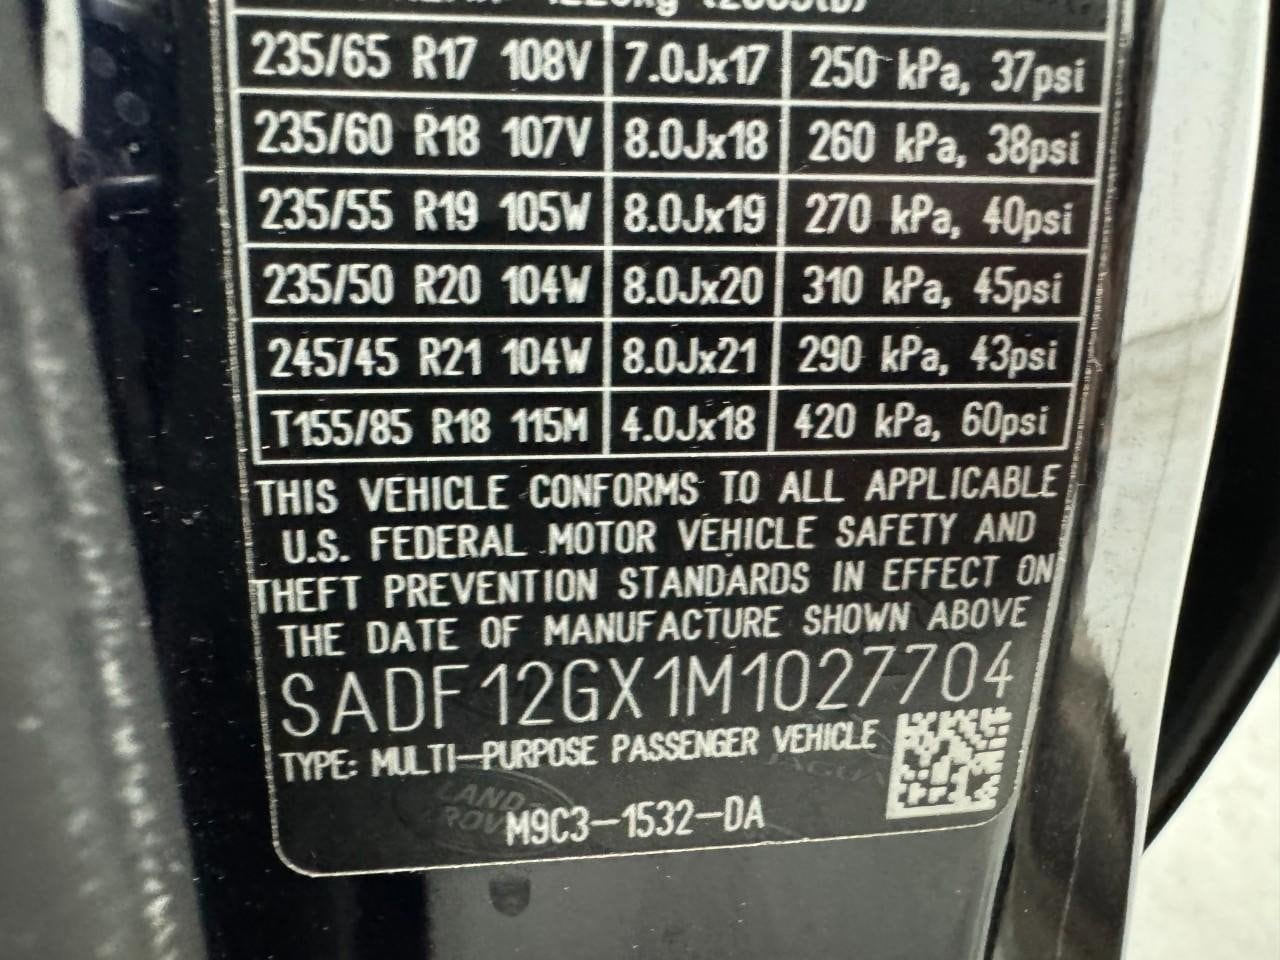 235/65 R17 108V 7.0Jx17 250 kPa, 37psi
235/60 R18 107V 8.0Jx18 260 kPa, 38psi
235/55 R19 105W 8.0Jx19 270 kPa, 40psi
235/50 R20 104W 8.0Jx20 310 kPa, 45psi
245/45 R21 104W 8.0Jx21 290 kPa, 43psi
T155/85 R18 115M 4.0Jx18 420 kPa, 60psi
THIS VEHICLE CONFORMS TO ALL APPLICABLE
U.S. FEDERAL MOTOR VEHICLE SAFETY AND
THEFT PREVENTION STANDARDS IN EFFECT ON
THE DATE OF MANUFACTURE SHOWN ABOVE
SADF12GX1M1027704
TYPE: MULTI-PURPOSE PASSENGER VEHICLE
JAGUAR
LAND-
ROVER
M9C3-1532-DA